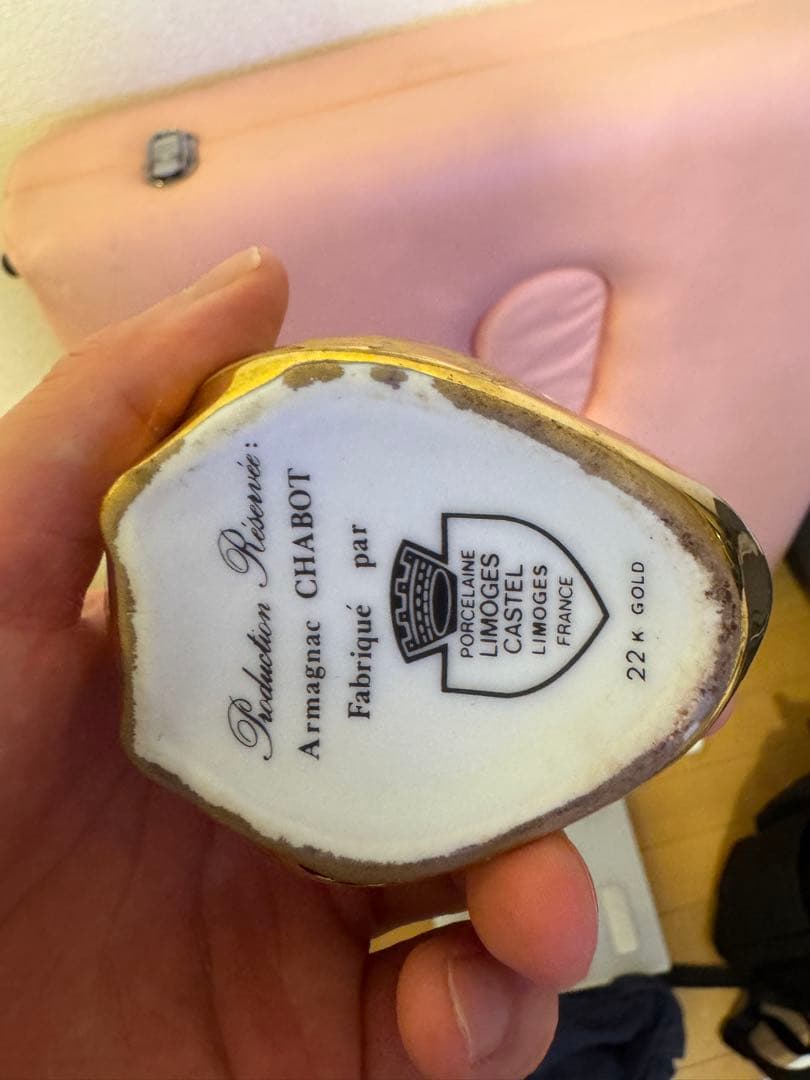 Production Réservée :
Armagnac CHABOT
Fabriqué par
PORCELAINE
LIMOGES
CASTEL
LIMOGES
FRANCE
22 K GOLD